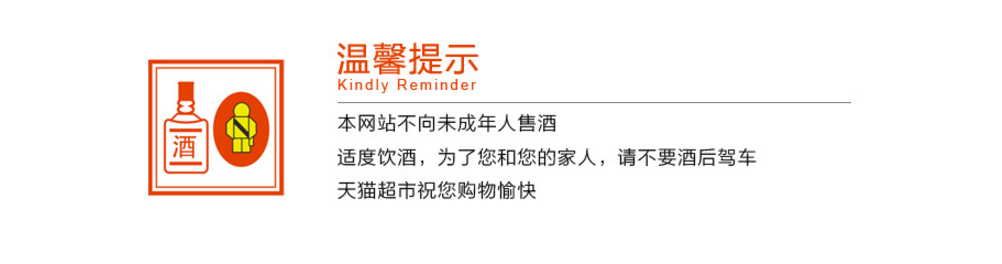 温馨提示
Kindly Reminder
酒
本网站不向未成年人售酒
适度饮酒，为了您和您的家人，请不要酒后驾车
天猫超市祝您购物愉快